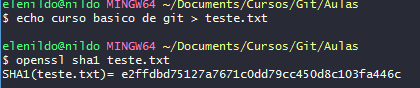 elenildo@nildo MINGW64 ~/Documents/Cursos/Git/Aulas
$ echo curso basico de git > teste.txt
elenildo@nildo MINGW64 ~/Documents/Cursos/Git/Aulas
$ openssl sha1 teste.txt
SHA1(teste.txt)= e2ffdbd75127a7671c0dd79cc450d8c103fa446c